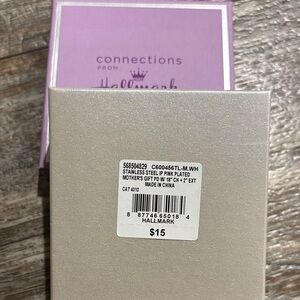 connections
FROM
Hallmark
568504829 C600456TL-M.WH
STAINLESS STEEL IP PINK PLATED
MOTHER'S GIFT PD W/ 18" CH + 2" EXT
MADE IN CHINA
CAT 4010
8 87746 65018 4
HALLMARK
$15